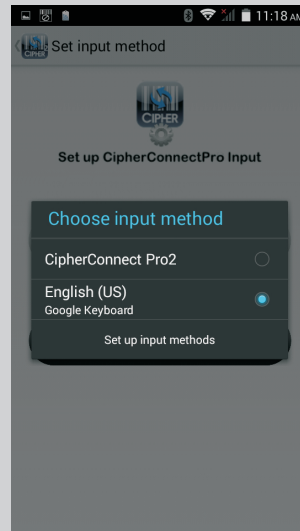 11:18 AM
Set input method
CIPHER
Set up CipherConnectPro Input
Choose input method
CipherConnect Pro2
English (US)
Google Keyboard
Set up input methods